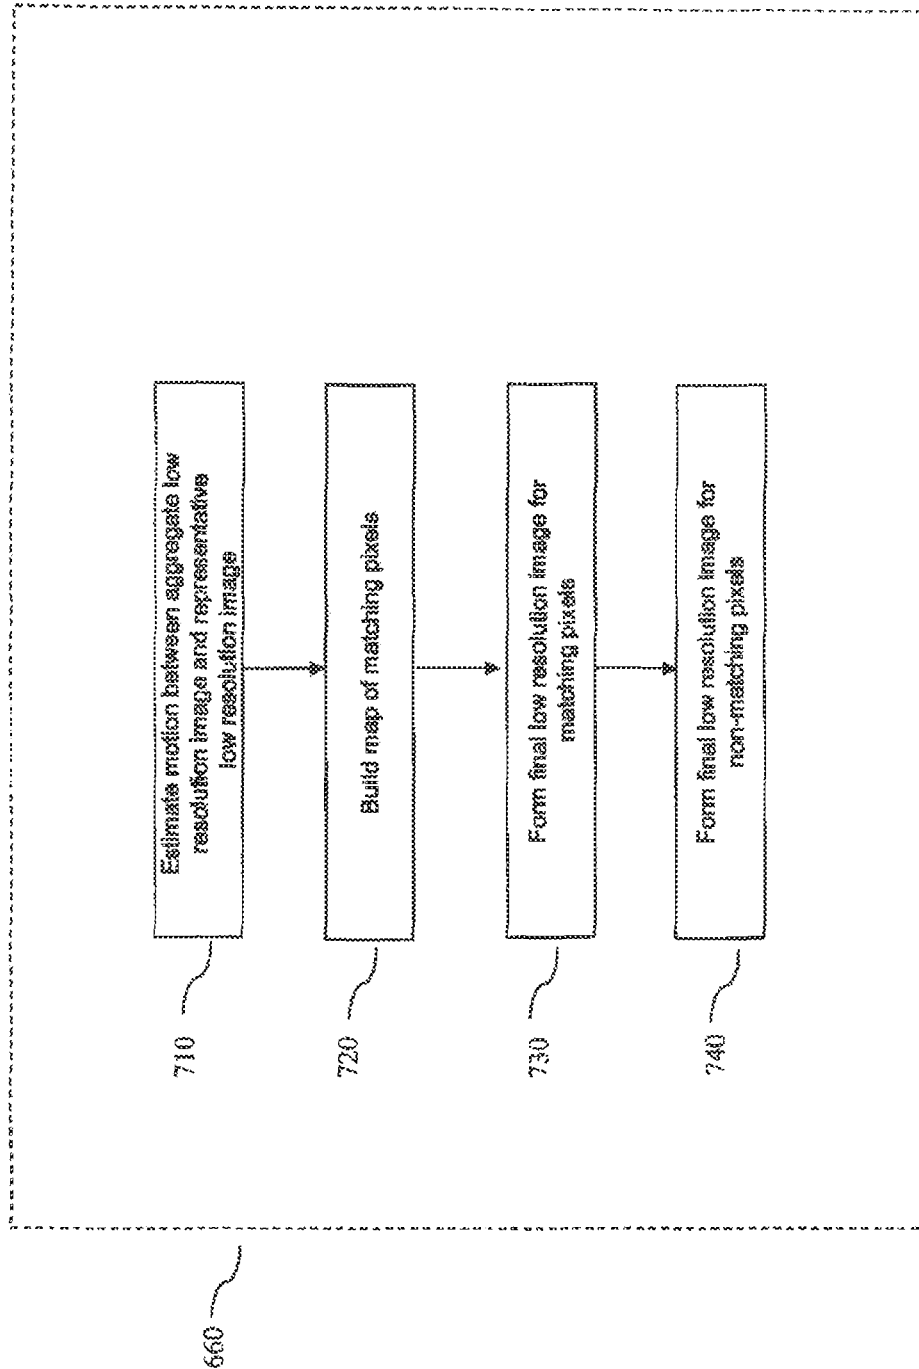 660
710
Estimate motion between aggregate low
resolution image and representative
low resolution image
720
Build map of matching pixels
730
Form final low resolution image for
matching pixels
740
Form final low resolution image for
non-matching pixels